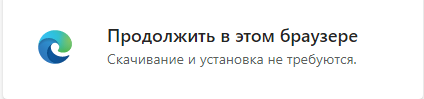 Продолжить в этом браузере
Скачивание и установка не требуются.